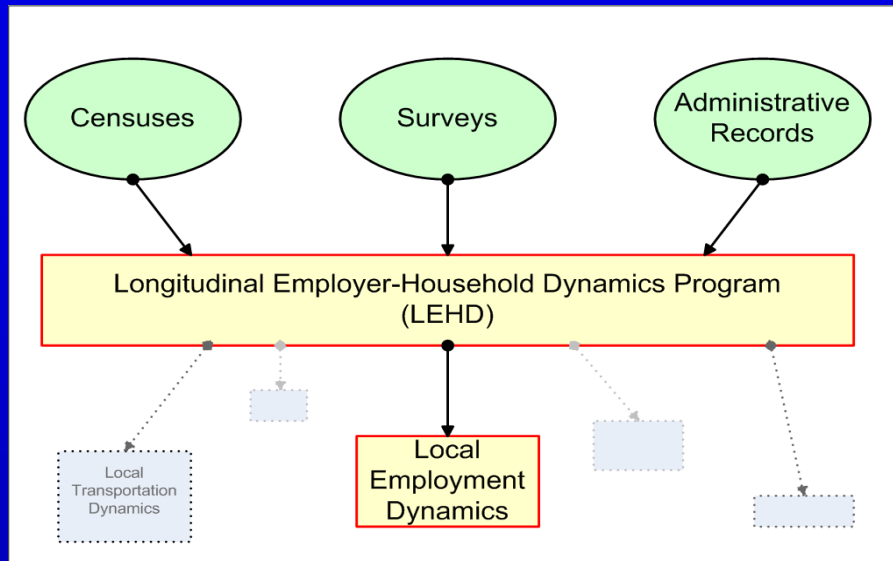 Censuses
Surveys
Administrative
Records
Longitudinal Employer-Household Dynamics Program
(LEHD)
Local
Employment
Dynamics
Local
Transportation
Dynamics